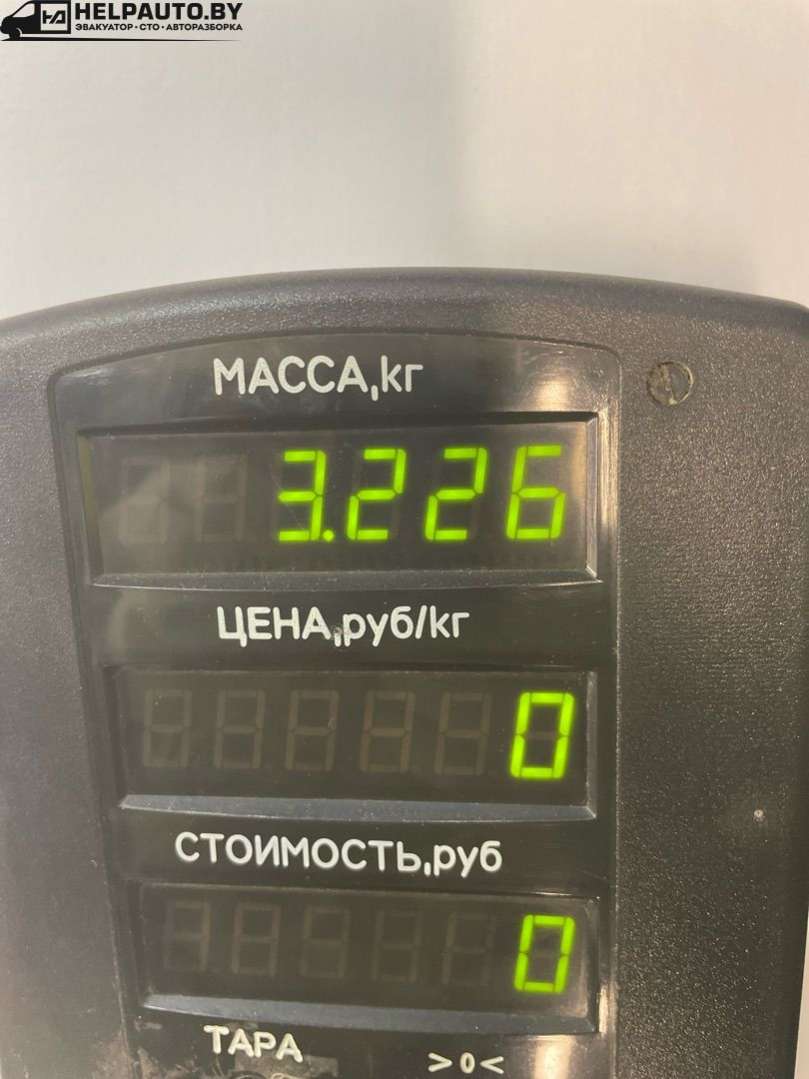 HELPAUTO.BY
ЭВАКУАТОР • СТО • АВТОРАЗБОРКА
МАССА,кг
3.226
ЦЕНА,руб/кг
0
СТОИМОСТЬ,руб
0
ТАРА >0<